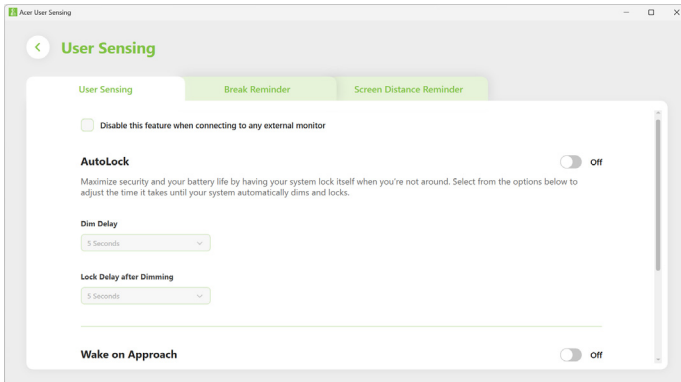 Acer User Sensing
User Sensing
User Sensing
Break Reminder
Screen Distance Reminder
Disable this feature when connecting to any external monitor
AutoLock
Off
Maximize security and your battery life by having your system lock itself when you're not around. Select from the options below to
adjust the time it takes until your system automatically dims and locks.
Dim Delay
5 Seconds
Lock Delay after Dimming
5 Seconds
Wake on Approach
Off